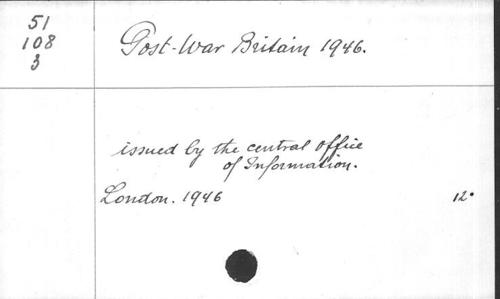 51
108
3
Post-War Britain 1946.
issued by the central Office
of Information.
London. 1946
12°